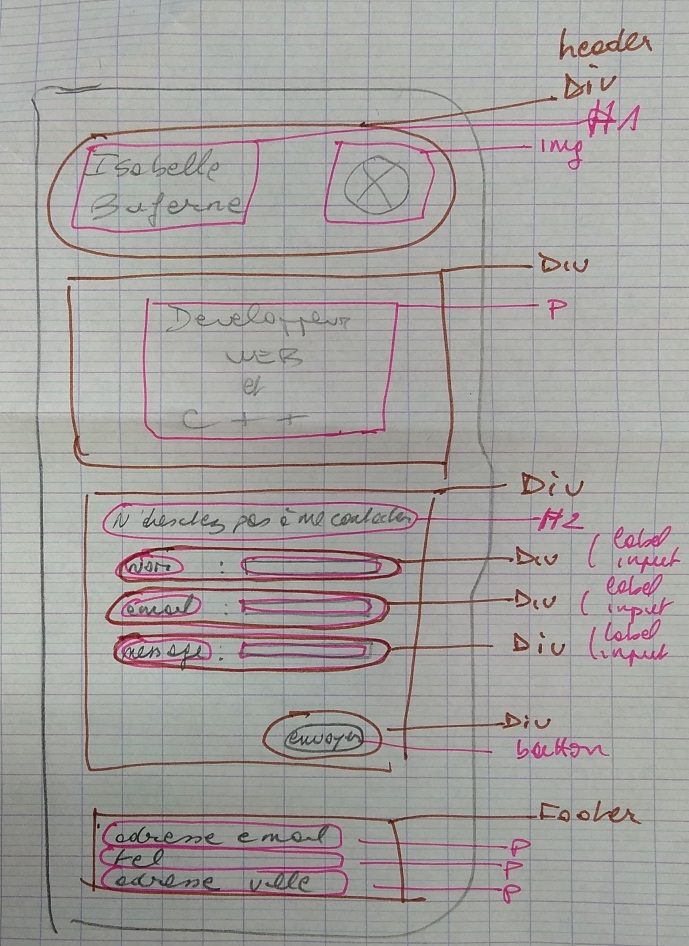 header
Div
H1
img
Isabelle
Buferne
Div
P
Developpeur
WEB
et
C++
Div
N'hesitez pas à me contacter
H2
Nom :
Div ( label
input
email :
Div ( label
input
message :
Div ( label
input
Div
envoyer
button
Footer
adresse email
P
tel
P
adresse ville
P